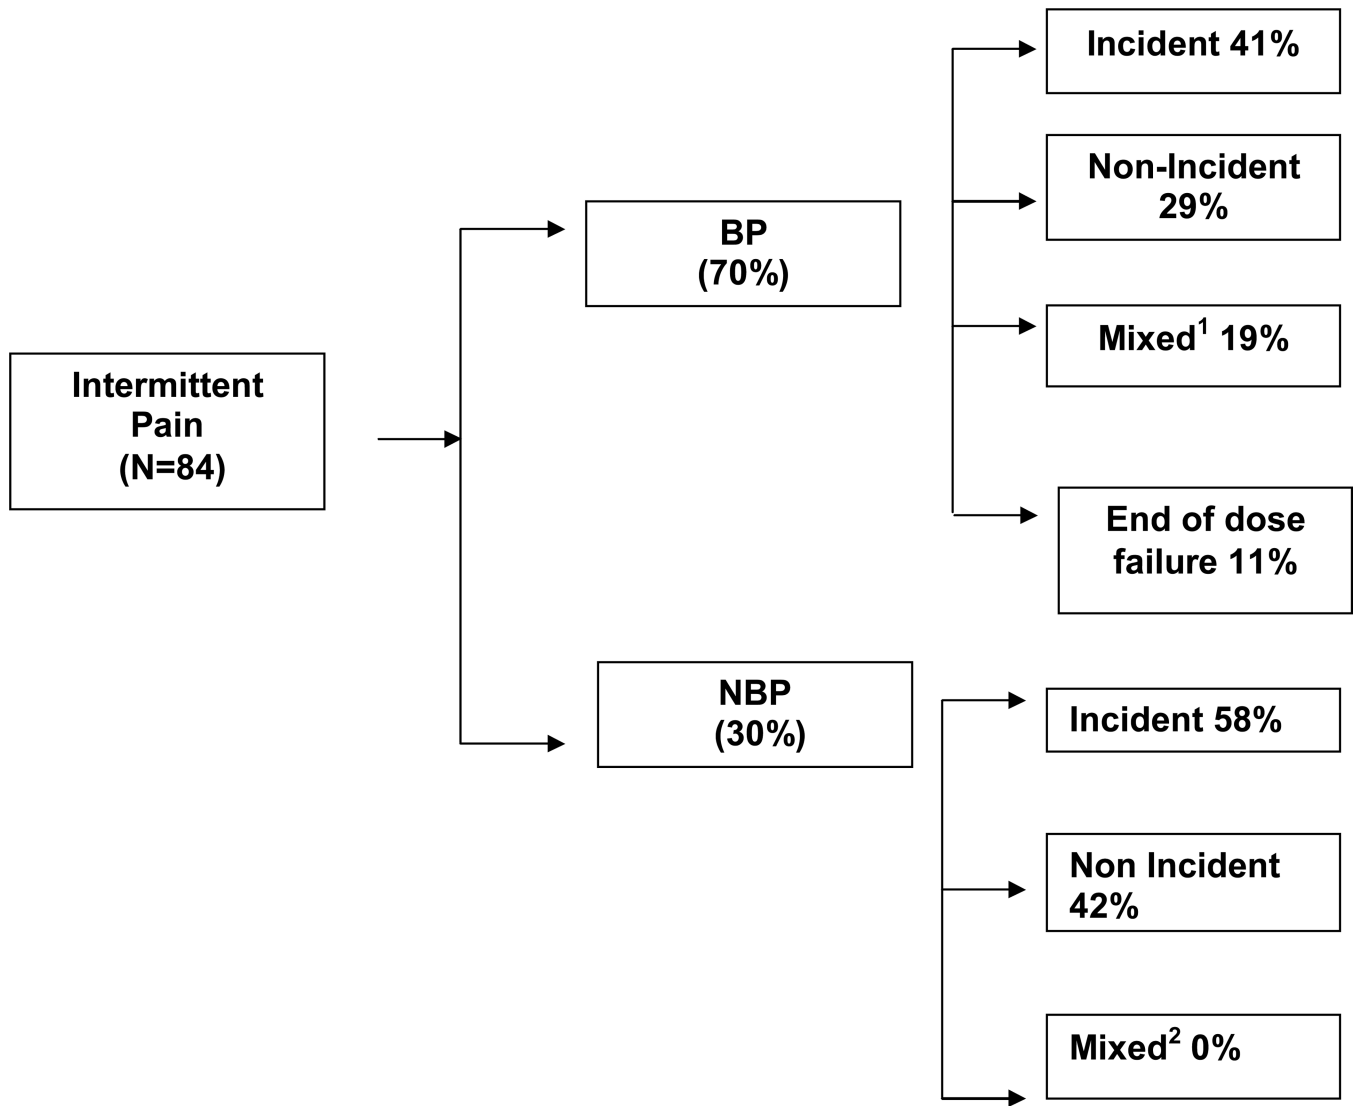 Intermittent
Pain
(N=84)
BP
(70%)
NBP
(30%)
Incident 41%
Non-Incident
29%
Mixed¹ 19%
End of dose
failure 11%
Incident 58%
Non Incident
42%
Mixed² 0%